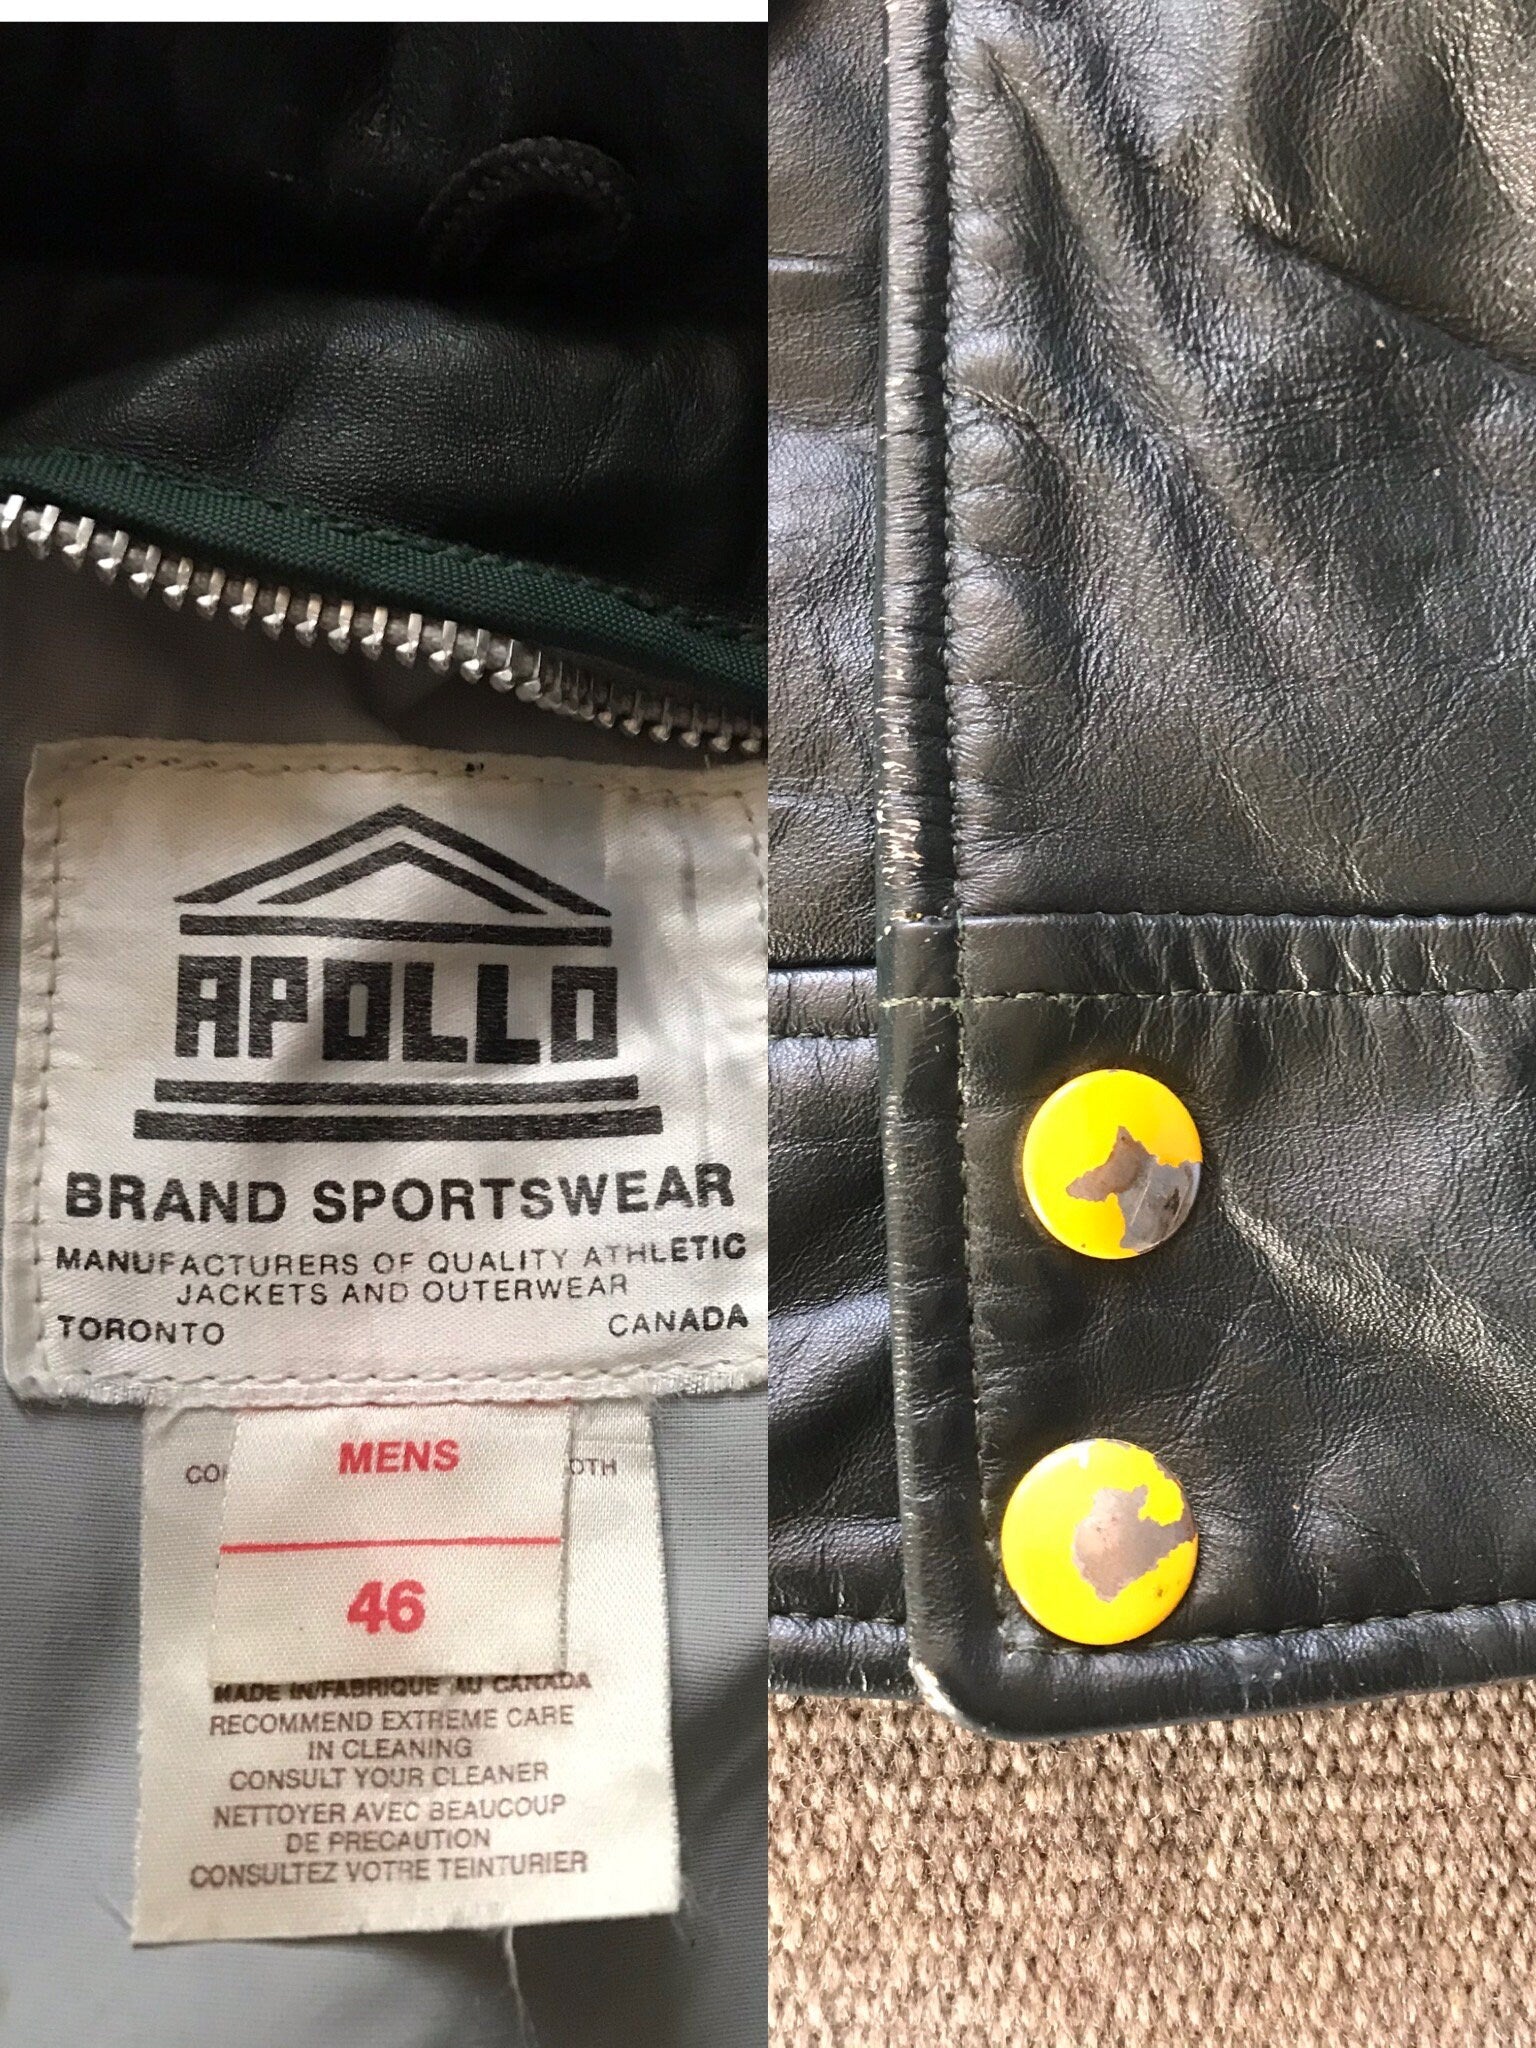 APOLLO
BRAND SPORTSWEAR
MANUFACTURERS OF QUALITY ATHLETIC
JACKETS AND OUTERWEAR
TORONTO CANADA
MENS
46
MADE IN/FABRIQUE AU CANADA
RECOMMEND EXTREME CARE
IN CLEANING
CONSULT YOUR CLEANER
NETTOYER AVEC BEAUCOUP
DE PRECAUTION
CONSULTEZ VOTRE TEINTURIER